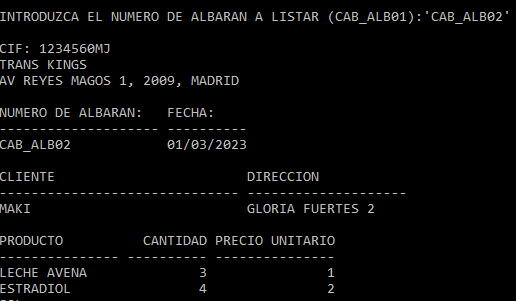 INTRODUZCA EL NUMERO DE ALBARAN A LISTAR (CAB_ALB01):'CAB_ALB02'
CIF: 1234560MJ
TRANS KINGS
AV REYES MAGOS 1, 2009, MADRID
NUMERO DE ALBARAN:   FECHA:
-------------------- ----------
CAB_ALB02            01/03/2023
CLIENTE                        DIRECCION
------------------------------ --------------------
MAKI                           GLORIA FUERTES 2
PRODUCTO          CANTIDAD PRECIO UNITARIO
--------------- ---------- ---------------
LECHE AVENA              3               1
ESTRADIOL                4               2